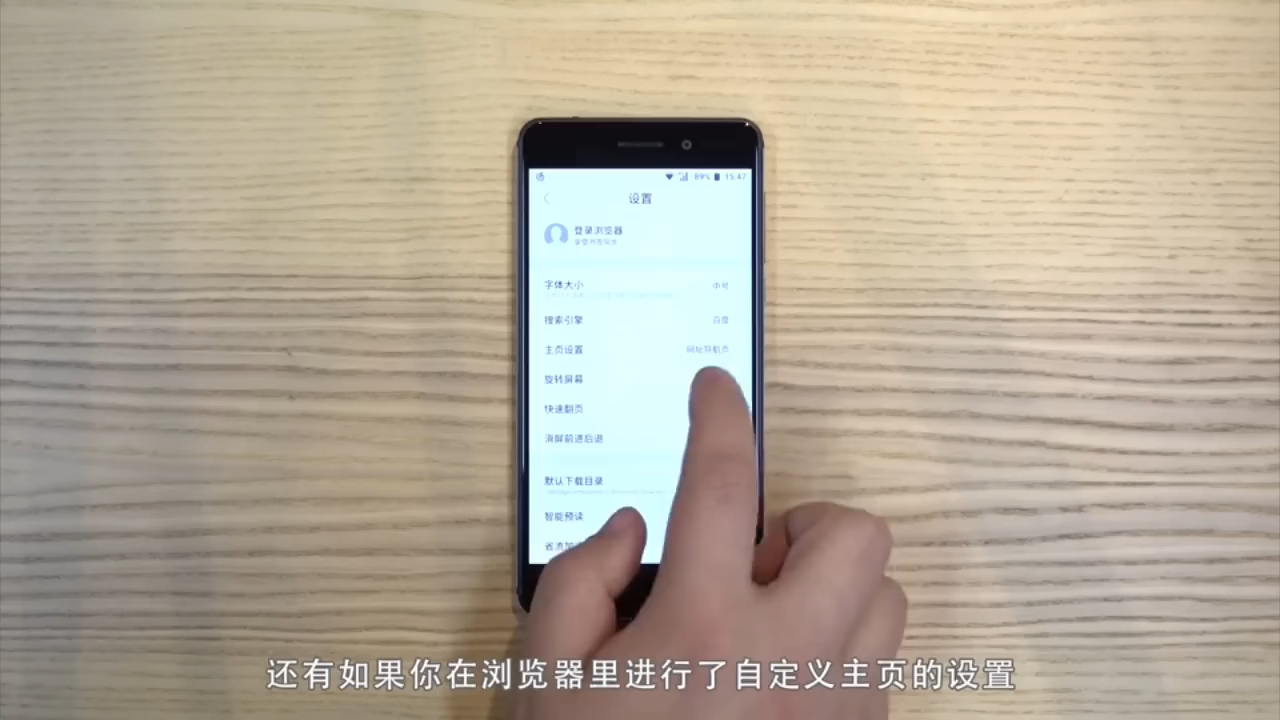 89% 15:47
设置
登录浏览器
字体大小 中号
搜索引擎 百度
主页设置 网址导航页
旋转屏幕
快速翻页
滑屏前进后退
默认下载目录
智能预读
还有如果你在浏览器里进行了自定义主页的设置